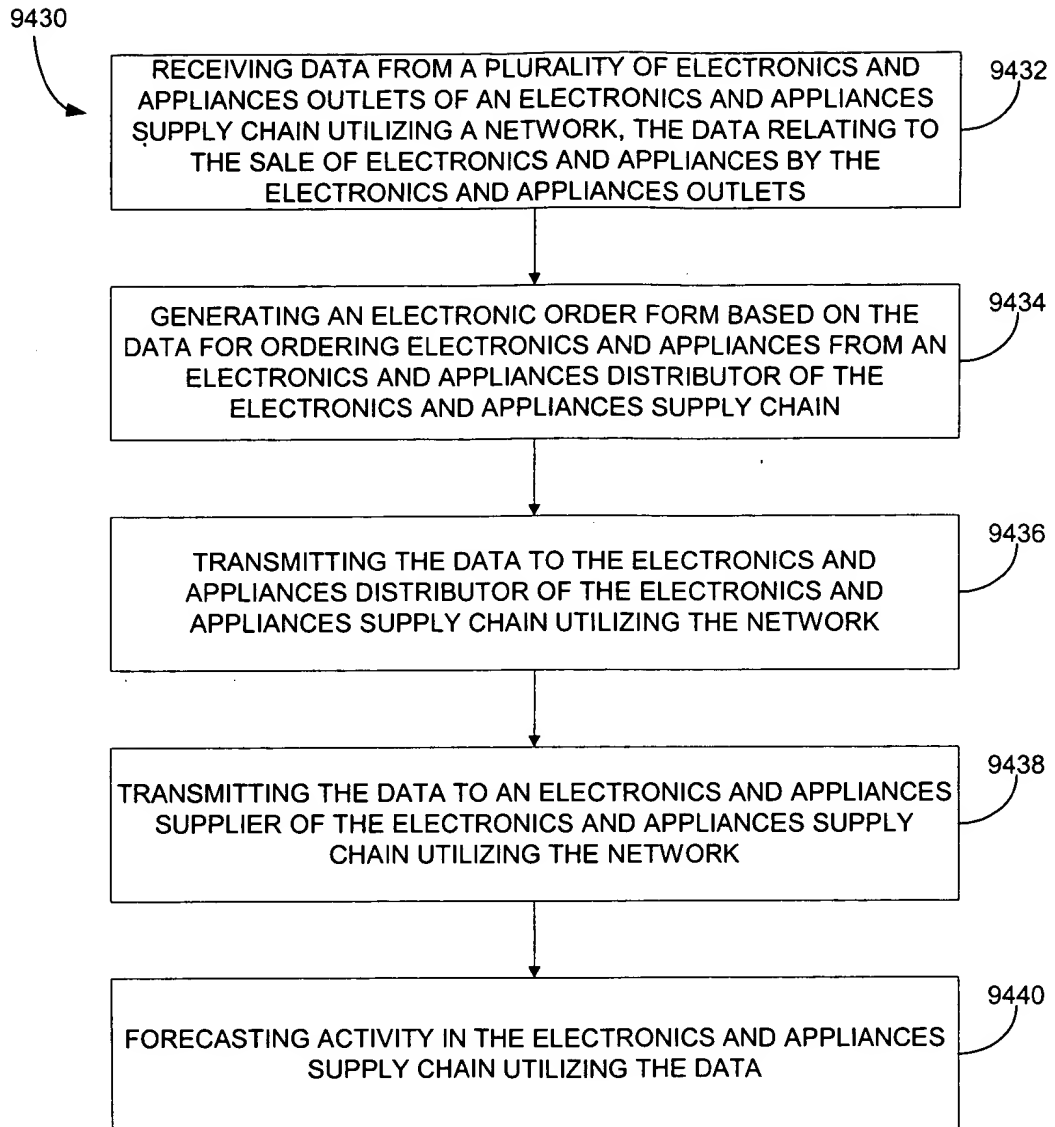 9430
RECEIVING DATA FROM A PLURALITY OF ELECTRONICS AND
APPLIANCES OUTLETS OF AN ELECTRONICS AND APPLIANCES
SUPPLY CHAIN UTILIZING A NETWORK, THE DATA RELATING TO
THE SALE OF ELECTRONICS AND APPLIANCES BY THE
ELECTRONICS AND APPLIANCES OUTLETS
9432
GENERATING AN ELECTRONIC ORDER FORM BASED ON THE
DATA FOR ORDERING ELECTRONICS AND APPLIANCES FROM AN
ELECTRONICS AND APPLIANCES DISTRIBUTOR OF THE
ELECTRONICS AND APPLIANCES SUPPLY CHAIN
9434
TRANSMITTING THE DATA TO THE ELECTRONICS AND
APPLIANCES DISTRIBUTOR OF THE ELECTRONICS AND
APPLIANCES SUPPLY CHAIN UTILIZING THE NETWORK
9436
TRANSMITTING THE DATA TO AN ELECTRONICS AND APPLIANCES
SUPPLIER OF THE ELECTRONICS AND APPLIANCES SUPPLY
CHAIN UTILIZING THE NETWORK
9438
FORECASTING ACTIVITY IN THE ELECTRONICS AND APPLIANCES
SUPPLY CHAIN UTILIZING THE DATA
9440